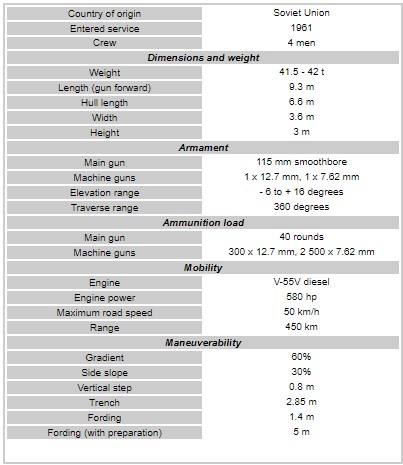 Country of origin Soviet Union
Entered service 1961
Crew 4 men
Dimensions and weight
Weight 41.5 - 42 t
Length (gun forward) 9.3 m
Hull length 6.6 m
Width 3.6 m
Height 3 m
Armament
Main gun 115 mm smoothbore
Machine guns 1 x 12.7 mm, 1 x 7.62 mm
Elevation range - 6 to + 16 degrees
Traverse range 360 degrees
Ammunition load
Main gun 40 rounds
Machine guns 300 x 12.7 mm, 2 500 x 7.62 mm
Mobility
Engine V-55V diesel
Engine power 580 hp
Maximum road speed 50 km/h
Range 450 km
Maneuverability
Gradient 60%
Side slope 30%
Vertical step 0.8 m
Trench 2.85 m
Fording 1.4 m
Fording (with preparation) 5 m